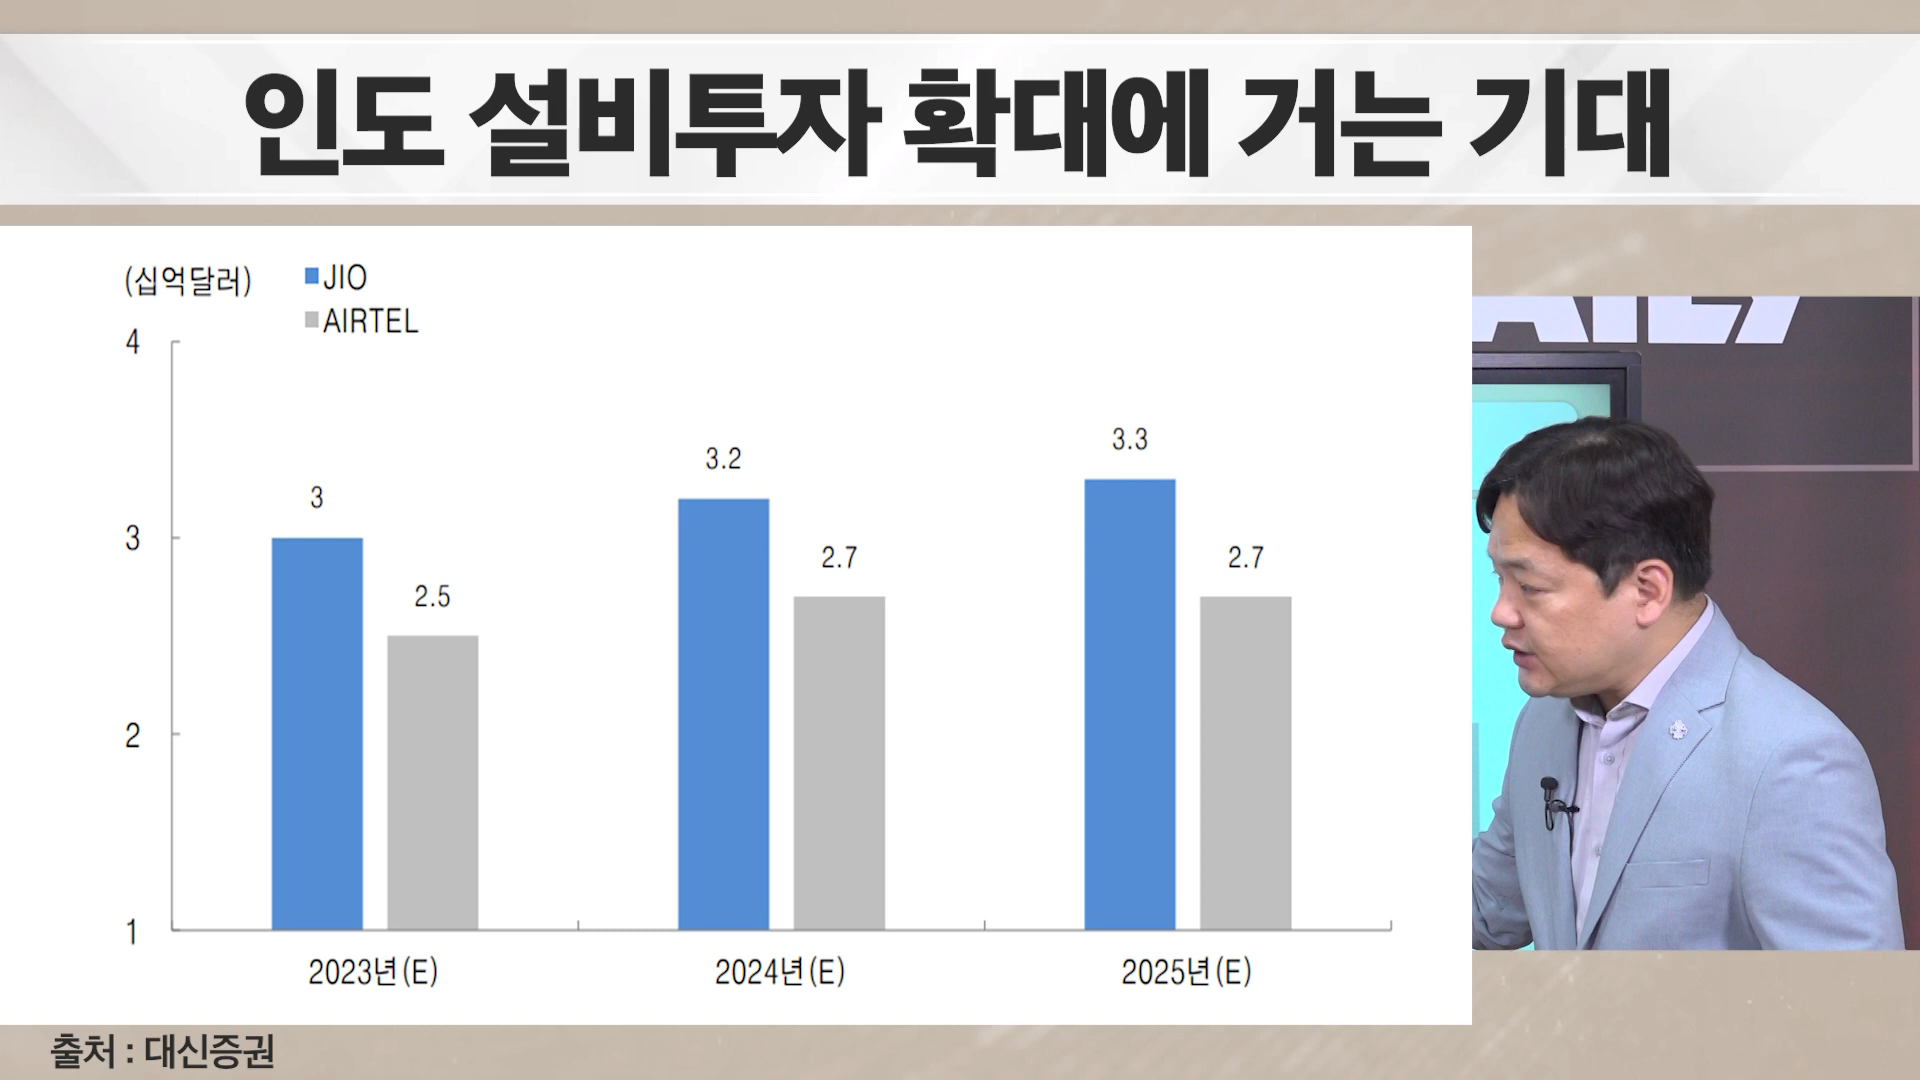 인도 설비투자 확대에 거는 기대
(십억달러)
JIO
AIRTEL
4
3
2
1
3
2.5
3.2
2.7
3.3
2.7
2023년(E)
2024년(E)
2025년(E)
출처 : 대신증권